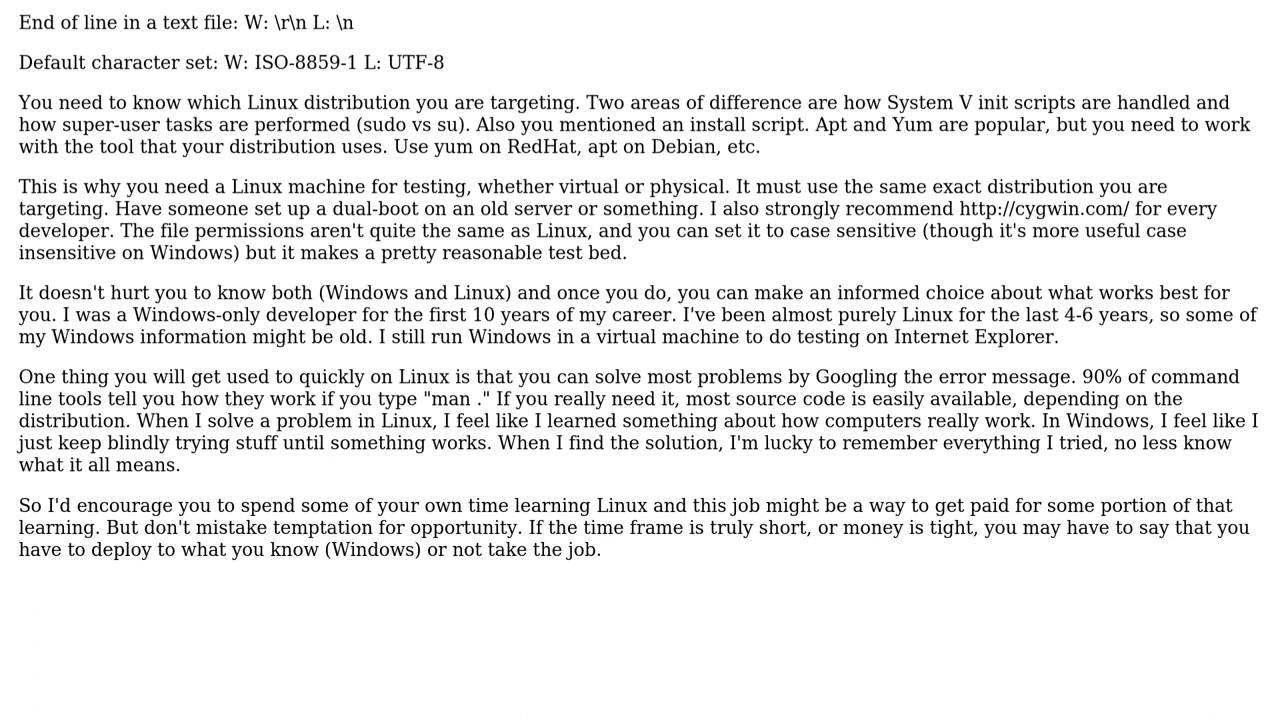 End of line in a text file: W: \r\n L: \n
Default character set: W: ISO-8859-1 L: UTF-8
You need to know which Linux distribution you are targeting. Two areas of difference are how System V init scripts are handled and
how super-user tasks are performed (sudo vs su). Also you mentioned an install script. Apt and Yum are popular, but you need to work
with the tool that your distribution uses. Use yum on RedHat, apt on Debian, etc.
This is why you need a Linux machine for testing, whether virtual or physical. It must use the same exact distribution you are
targeting. Have someone set up a dual-boot on an old server or something. I also strongly recommend http://cygwin.com/ for every
developer. The file permissions aren't quite the same as Linux, and you can set it to case sensitive (though it's more useful case
insensitive on Windows) but it makes a pretty reasonable test bed.
It doesn't hurt you to know both (Windows and Linux) and once you do, you can make an informed choice about what works best for
you. I was a Windows-only developer for the first 10 years of my career. I've been almost purely Linux for the last 4-6 years, so some of
my Windows information might be old. I still run Windows in a virtual machine to do testing on Internet Explorer.
One thing you will get used to quickly on Linux is that you can solve most problems by Googling the error message. 90% of command
line tools tell you how they work if you type "man ." If you really need it, most source code is easily available, depending on the
distribution. When I solve a problem in Linux, I feel like I learned something about how computers really work. In Windows, I feel like I
just keep blindly trying stuff until something works. When I find the solution, I'm lucky to remember everything I tried, no less know
what it all means.
So I'd encourage you to spend some of your own time learning Linux and this job might be a way to get paid for some portion of that
learning. But don't mistake temptation for opportunity. If the time frame is truly short, or money is tight, you may have to say that you
have to deploy to what you know (Windows) or not take the job.